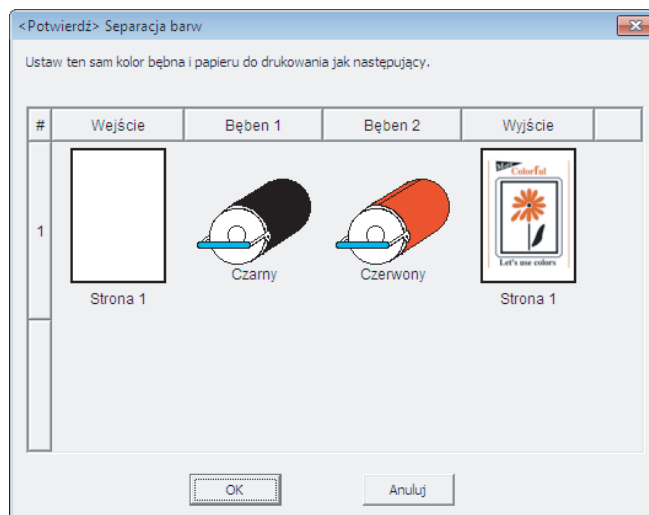 <Potwierdź> Separacja barw
Ustaw ten sam kolor bębna i papieru do drukowania jak następujący.
# Wejście Bęben 1 Bęben 2 Wyjście
1
Colorful
Let's use colors
Czarny Czerwony
Strona 1 Strona 1
OK Anuluj